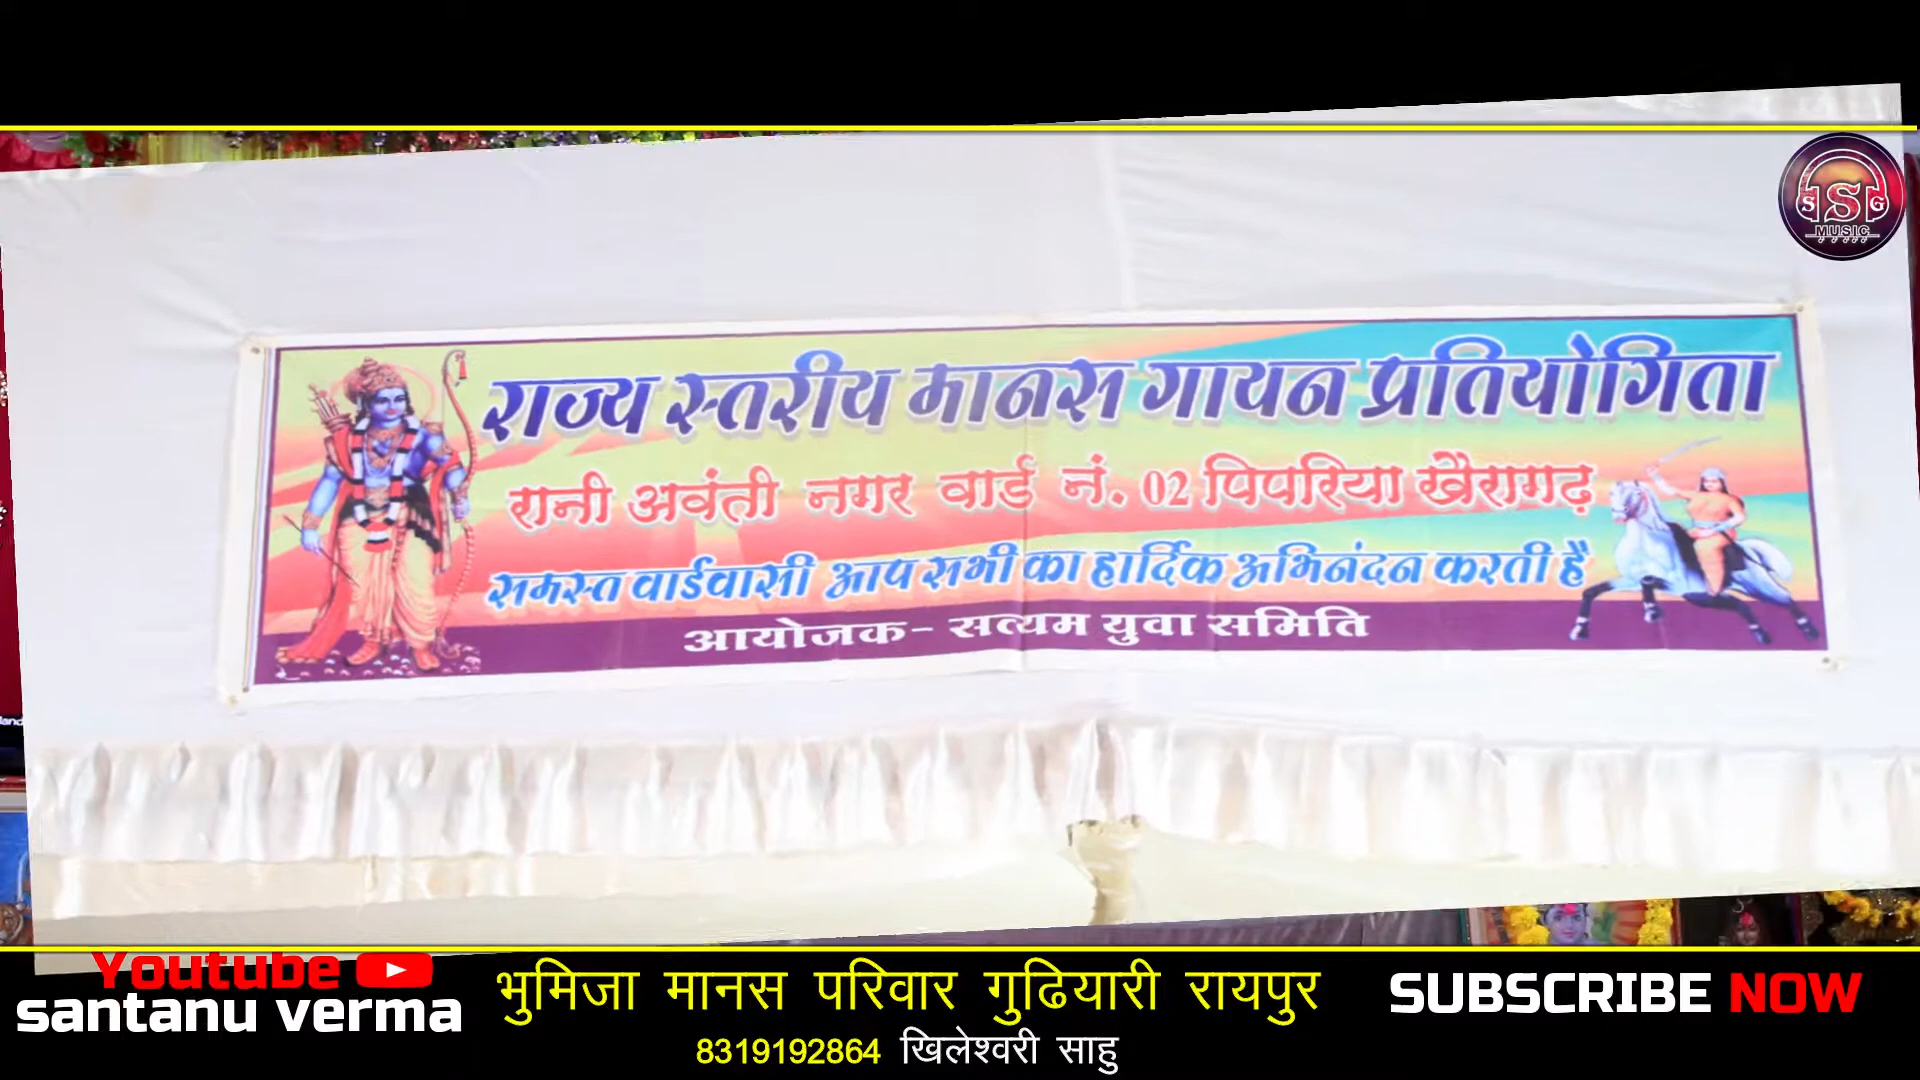 S S G
MUSIC
राज्य स्तरीय मानस गायन प्रतियोगिता
रानी अवंती नगर वार्ड नं. 02 पिपरिया खैरागढ़
समस्त वार्डवासी आप सभी का हार्दिक अभिनंदन करती है
आयोजक- सत्यम युवा समिति
Youtube
santanu verma
भुमिजा मानस परिवार गुढियारी रायपुर
8319192864 खिलेश्वरी साहु
SUBSCRIBE NOW